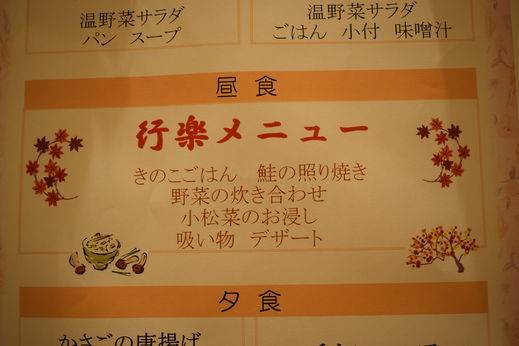 温野菜サラダ
パン　スープ
温野菜サラダ
ごはん　小付　味噌汁
昼食
行楽メニュー
きのこごはん　鮭の照り焼き
野菜の炊き合わせ
小松菜のお浸し
吸い物　デザート
夕食
かさごの唐揚げ